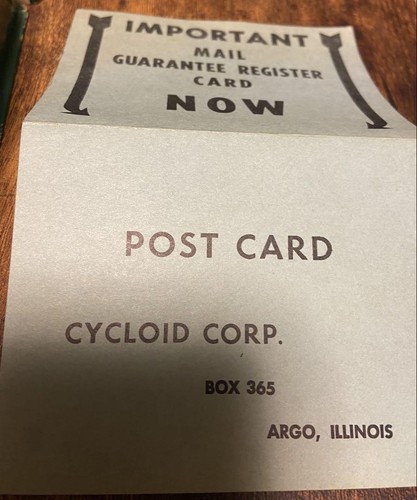 IMPORTANT
MAIL
GUARANTEE REGISTER
CARD
NOW
POST CARD
CYCLOID CORP.
BOX 365
ARGO, ILLINOIS